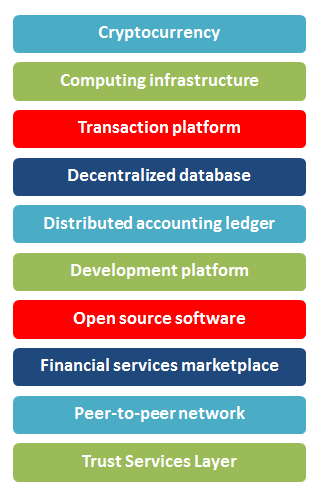 Cryptocurrency
Computing infrastructure
Transaction platform
Decentralized database
Distributed accounting ledger
Development platform
Open source software
Financial services marketplace
Peer-to-peer network
Trust Services Layer